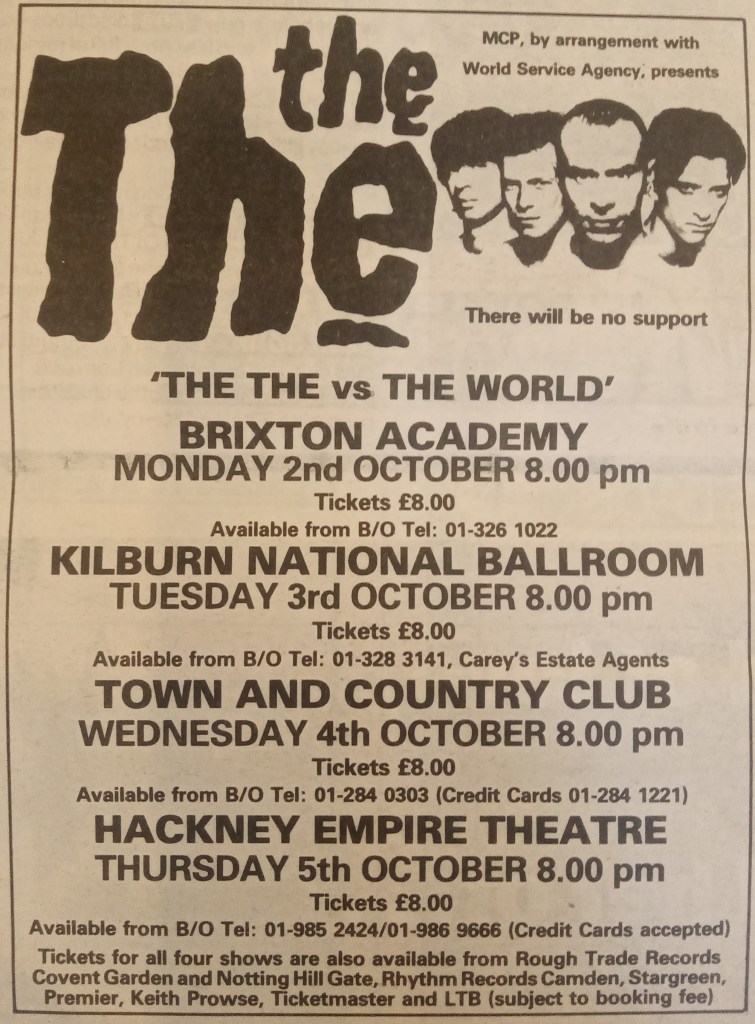 the
The
MCP, by arrangement with
World Service Agency, presents
There will be no support
'THE THE vs THE WORLD'
BRIXTON ACADEMY
MONDAY 2nd OCTOBER 8.00 pm
Tickets £8.00
Available from B/O Tel: 01-326 1022
KILBURN NATIONAL BALLROOM
TUESDAY 3rd OCTOBER 8.00 pm
Tickets £8.00
Available from B/O Tel: 01-328 3141, Carey's Estate Agents
TOWN AND COUNTRY CLUB
WEDNESDAY 4th OCTOBER 8.00 pm
Tickets £8.00
Available from B/O Tel: 01-284 0303 (Credit Cards 01-284 1221)
HACKNEY EMPIRE THEATRE
THURSDAY 5th OCTOBER 8.00 pm
Tickets £8.00
Available from B/O Tel: 01-985 2424/01-986 9666 (Credit Cards accepted)
Tickets for all four shows are also available from Rough Trade Records
Covent Garden and Notting Hill Gate, Rhythm Records Camden, Stargreen,
Premier, Keith Prowse, Ticketmaster and LTB (subject to booking fee)